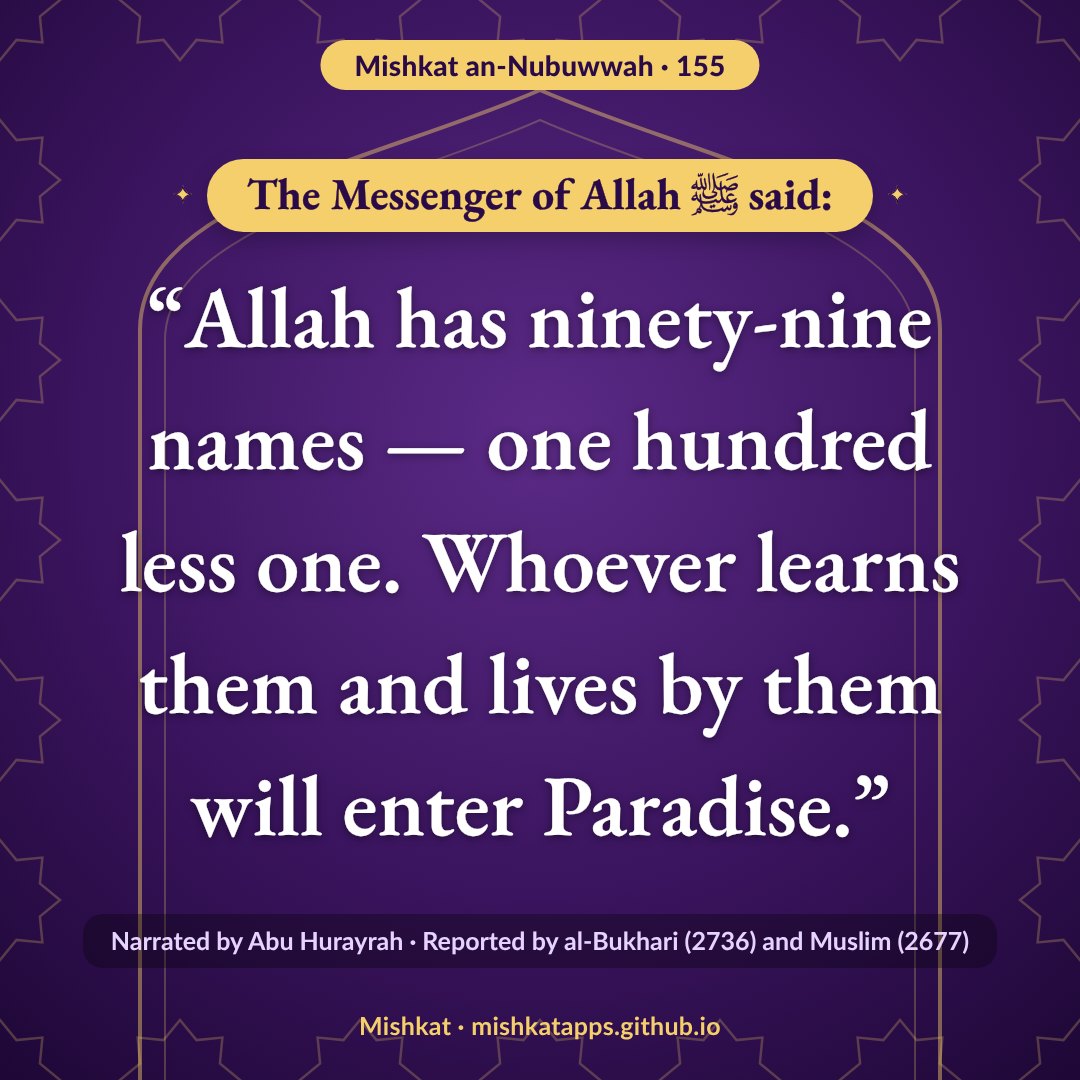 Mishkat an-Nubuwwah · 155
The Messenger of Allah ﷺ said:
“Allah has ninety-nine
names — one hundred
less one. Whoever learns
them and lives by them
will enter Paradise.”
Narrated by Abu Hurayrah · Reported by al-Bukhari (2736) and Muslim (2677)
Mishkat · mishkatapps.github.io